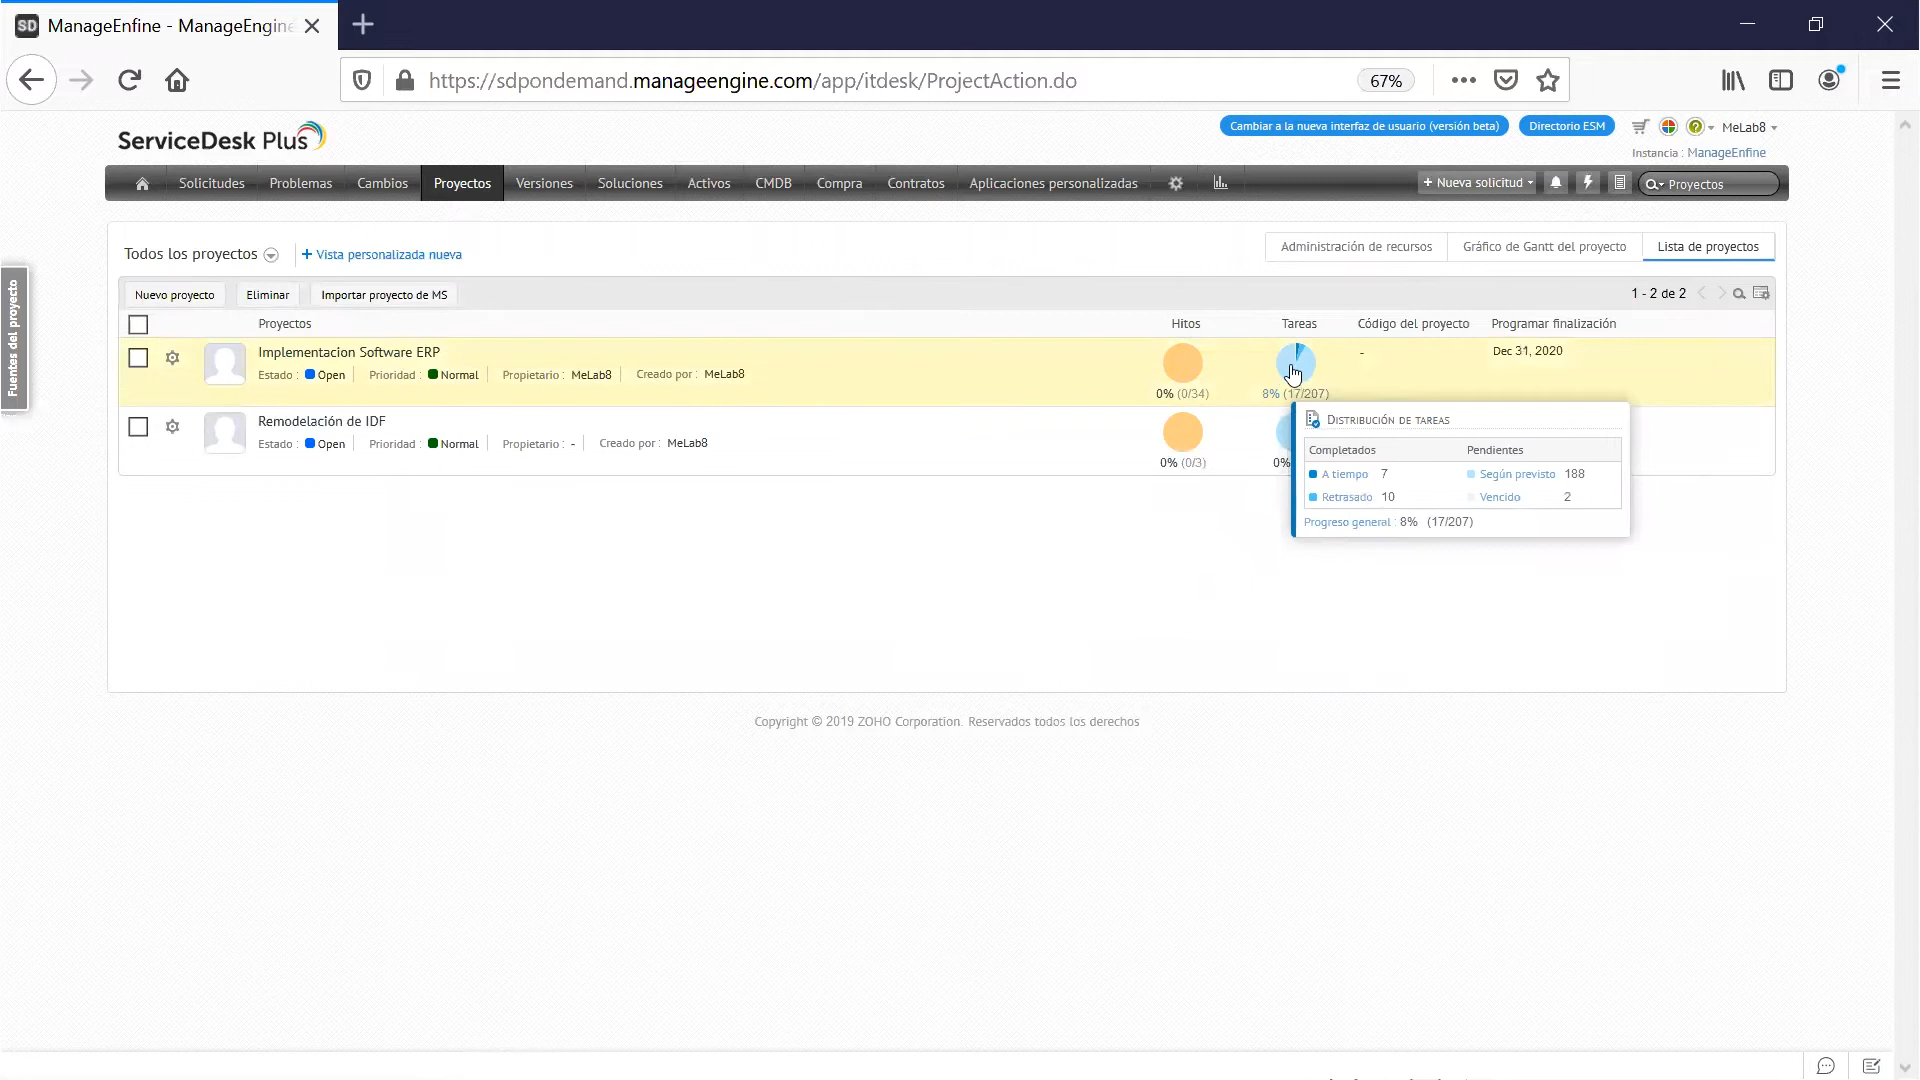 SD ManageEnfine - ManageEngine
https://sdpondemand.manageengine.com/app/itdesk/ProjectAction.do
67%
ServiceDesk Plus
Cambiar a la nueva interfaz de usuario (versión beta)
Directorio ESM
MeLab8
Instancia : ManageEnfine
Solicitudes
Problemas
Cambios
Proyectos
Versiones
Soluciones
Activos
CMDB
Compra
Contratos
Aplicaciones personalizadas
+ Nueva solicitud
Proyectos
Fuentes del proyecto
Todos los proyectos
+ Vista personalizada nueva
Administración de recursos
Gráfico de Gantt del proyecto
Lista de proyectos
Nuevo proyecto
Eliminar
Importar proyecto de MS
1 - 2 de 2
Proyectos
Hitos
Tareas
Código del proyecto
Programar finalización
Implementacion Software ERP
Estado : Open
Prioridad : Normal
Propietario : MeLab8
Creado por : MeLab8
0% (0/34)
8% (17/207)
-
Dec 31, 2020
Remodelación de IDF
Estado : Open
Prioridad : Normal
Propietario : -
Creado por : MeLab8
0% (0/3)
0%
DISTRIBUCIÓN DE TAREAS
Completados
Pendientes
A tiempo 7
Según previsto 188
Retrasado 10
Vencido 2
Progreso general : 8% (17/207)
Copyright © 2019 ZOHO Corporation. Reservados todos los derechos